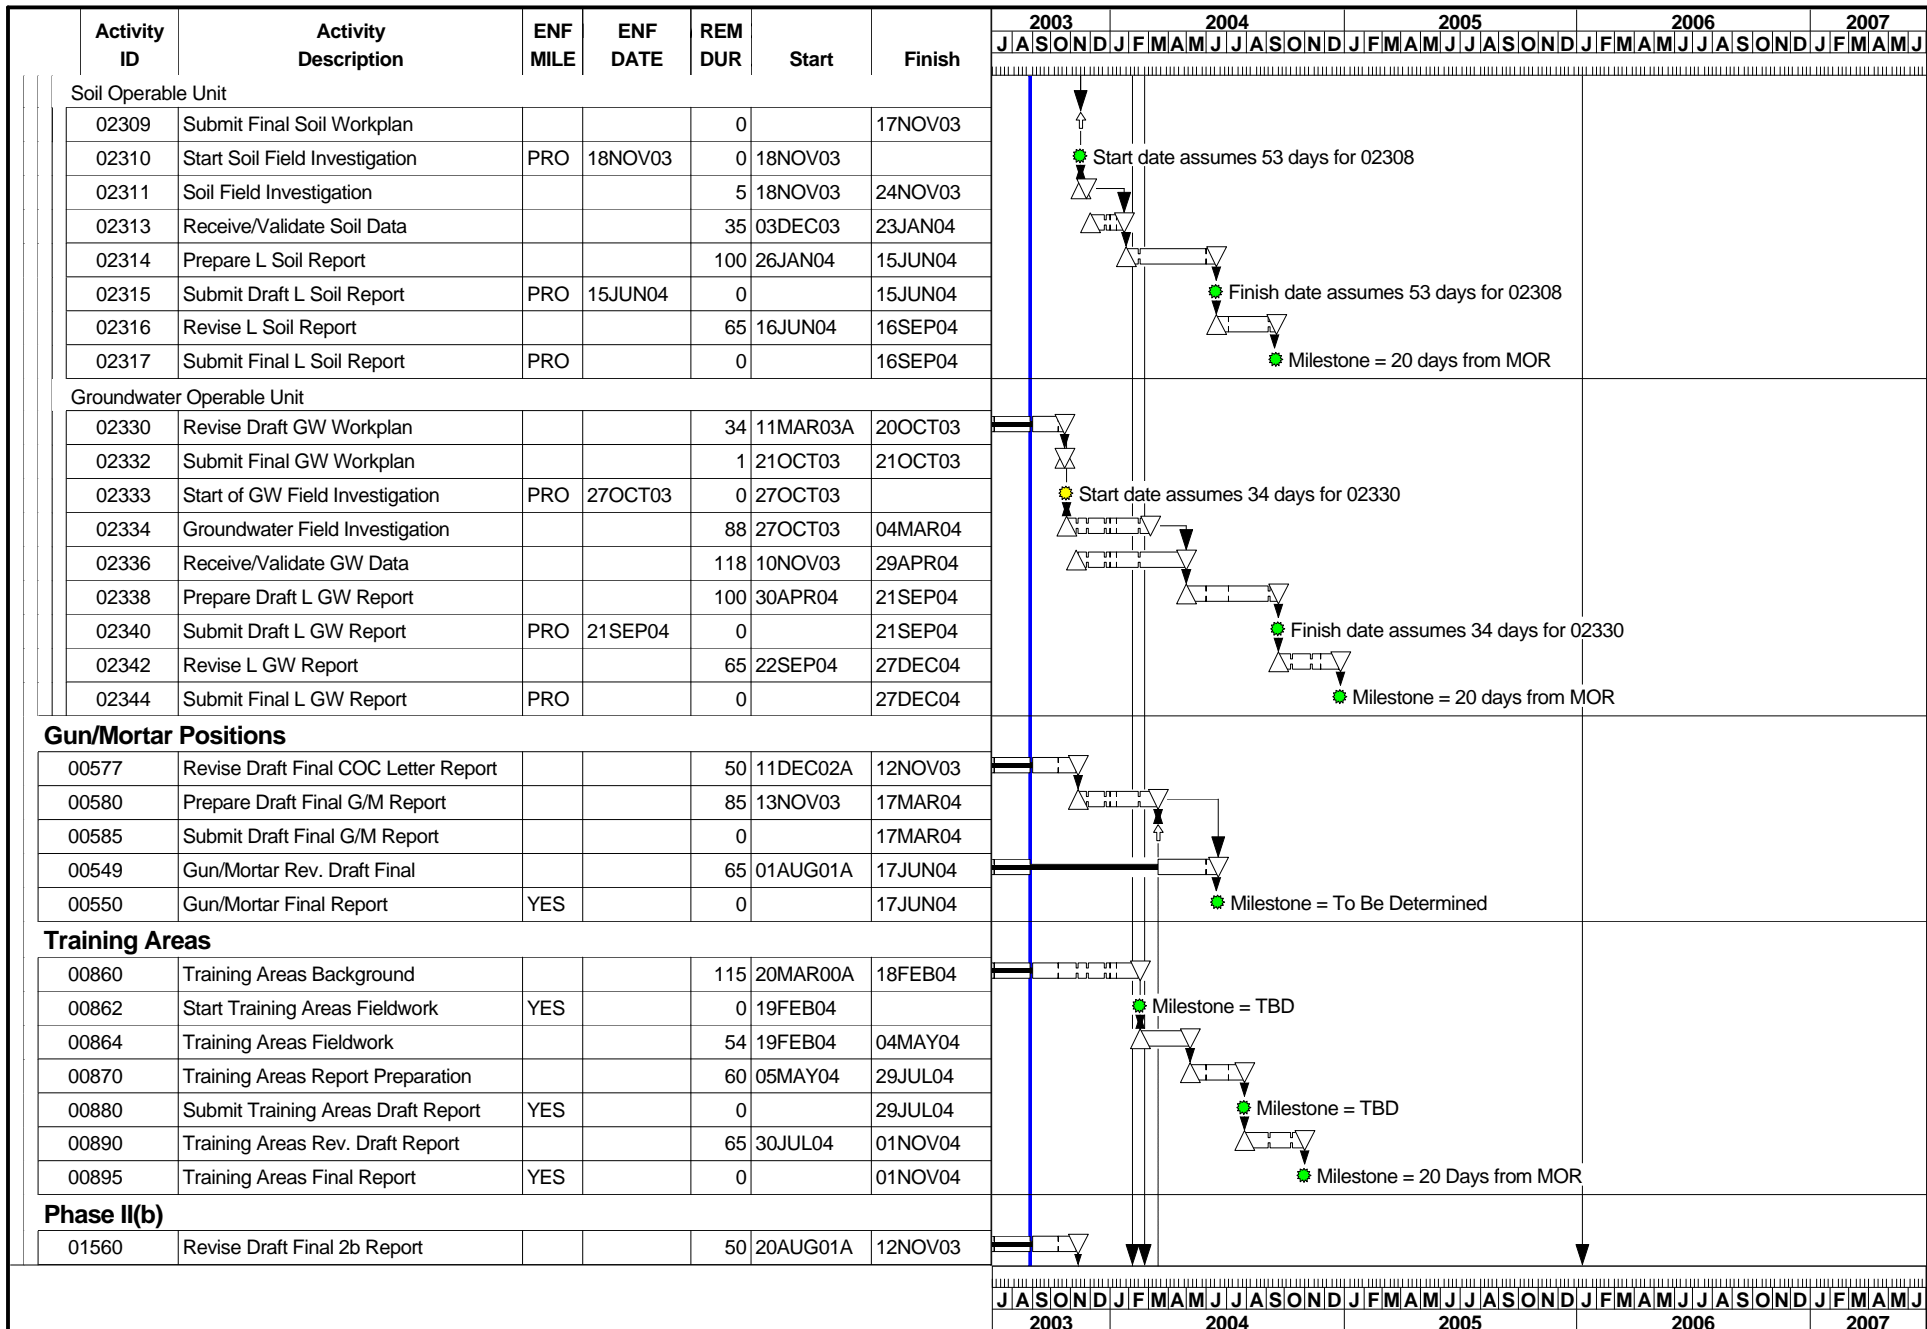 Activity ID Activity Description ENF MILE ENF DATE REM DUR Start Finish
2003 2004 2005 2006 2007
J A S O N D J F M A M J J A S O N D J F M A M J J A S O N D J F M A M J J A S O N D J F M A M J
Soil Operable Unit
02309 Submit Final Soil Workplan 0 17NOV03
02310 Start Soil Field Investigation PRO 18NOV03 0 18NOV03 Start date assumes 53 days for 02308
02311 Soil Field Investigation 5 18NOV03 24NOV03
02313 Receive/Validate Soil Data 35 03DEC03 23JAN04
02314 Prepare L Soil Report 100 26JAN04 15JUN04
02315 Submit Draft L Soil Report PRO 15JUN04 0 15JUN04 Finish date assumes 53 days for 02308
02316 Revise L Soil Report 65 16JUN04 16SEP04
02317 Submit Final L Soil Report PRO 0 16SEP04 Milestone = 20 days from MOR
Groundwater Operable Unit
02330 Revise Draft GW Workplan 34 11MAR03A 20OCT03
02332 Submit Final GW Workplan 1 21OCT03 21OCT03
02333 Start of GW Field Investigation PRO 27OCT03 0 27OCT03 Start date assumes 34 days for 02330
02334 Groundwater Field Investigation 88 27OCT03 04MAR04
02336 Receive/Validate GW Data 118 10NOV03 29APR04
02338 Prepare Draft L GW Report 100 30APR04 21SEP04
02340 Submit Draft L GW Report PRO 21SEP04 0 21SEP04 Finish date assumes 34 days for 02330
02342 Revise L GW Report 65 22SEP04 27DEC04
02344 Submit Final L GW Report PRO 0 27DEC04 Milestone = 20 days from MOR
Gun/Mortar Positions
00577 Revise Draft Final COC Letter Report 50 11DEC02A 12NOV03
00580 Prepare Draft Final G/M Report 85 13NOV03 17MAR04
00585 Submit Draft Final G/M Report 0 17MAR04
00549 Gun/Mortar Rev. Draft Final 65 01AUG01A 17JUN04
00550 Gun/Mortar Final Report YES 0 17JUN04 Milestone = To Be Determined
Training Areas
00860 Training Areas Background 115 20MAR00A 18FEB04
00862 Start Training Areas Fieldwork YES 0 19FEB04 Milestone = TBD
00864 Training Areas Fieldwork 54 19FEB04 04MAY04
00870 Training Areas Report Preparation 60 05MAY04 29JUL04
00880 Submit Training Areas Draft Report YES 0 29JUL04 Milestone = TBD
00890 Training Areas Rev. Draft Report 65 30JUL04 01NOV04
00895 Training Areas Final Report YES 0 01NOV04 Milestone = 20 Days from MOR
Phase II(b)
01560 Revise Draft Final 2b Report 50 20AUG01A 12NOV03
J A S O N D J F M A M J J A S O N D J F M A M J J A S O N D J F M A M J J A S O N D J F M A M J
2003 2004 2005 2006 2007